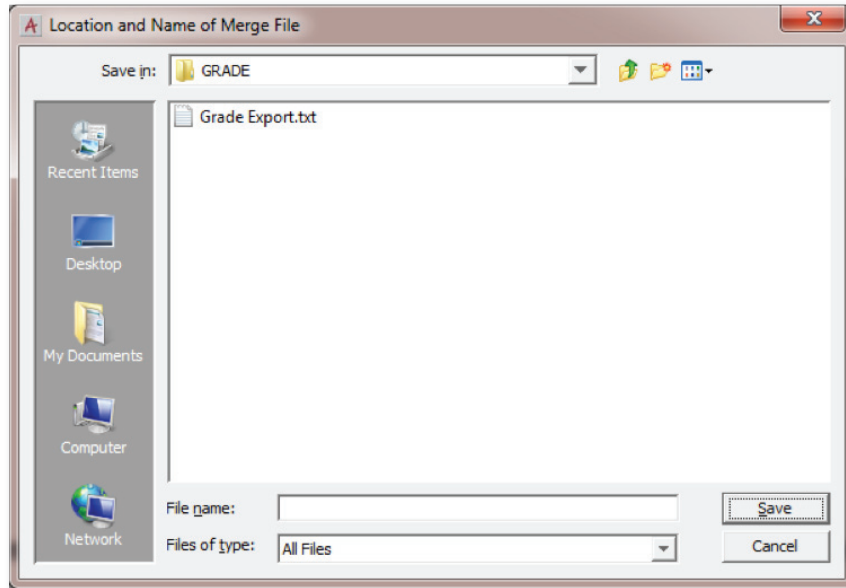 Location and Name of Merge File
Save in:
GRADE
Grade Export.txt
Recent Items
Desktop
My Documents
Computer
Network
File name:
Save
Files of type:
All Files
Cancel